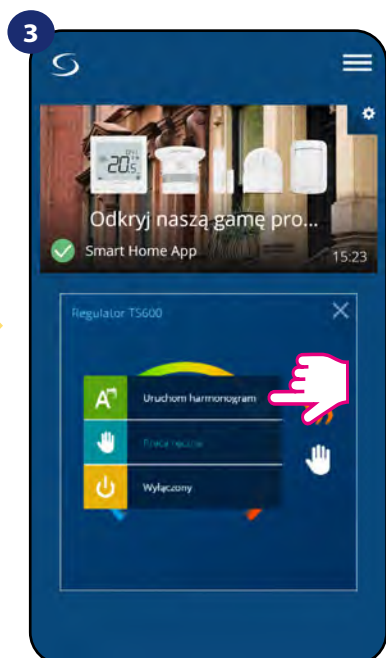 3
20.5
Odkryj naszą gamę pro...
Smart Home App
15:23
Regulator TS600
A
Uruchom harmonogram
Praca ręczna
Wyłączony